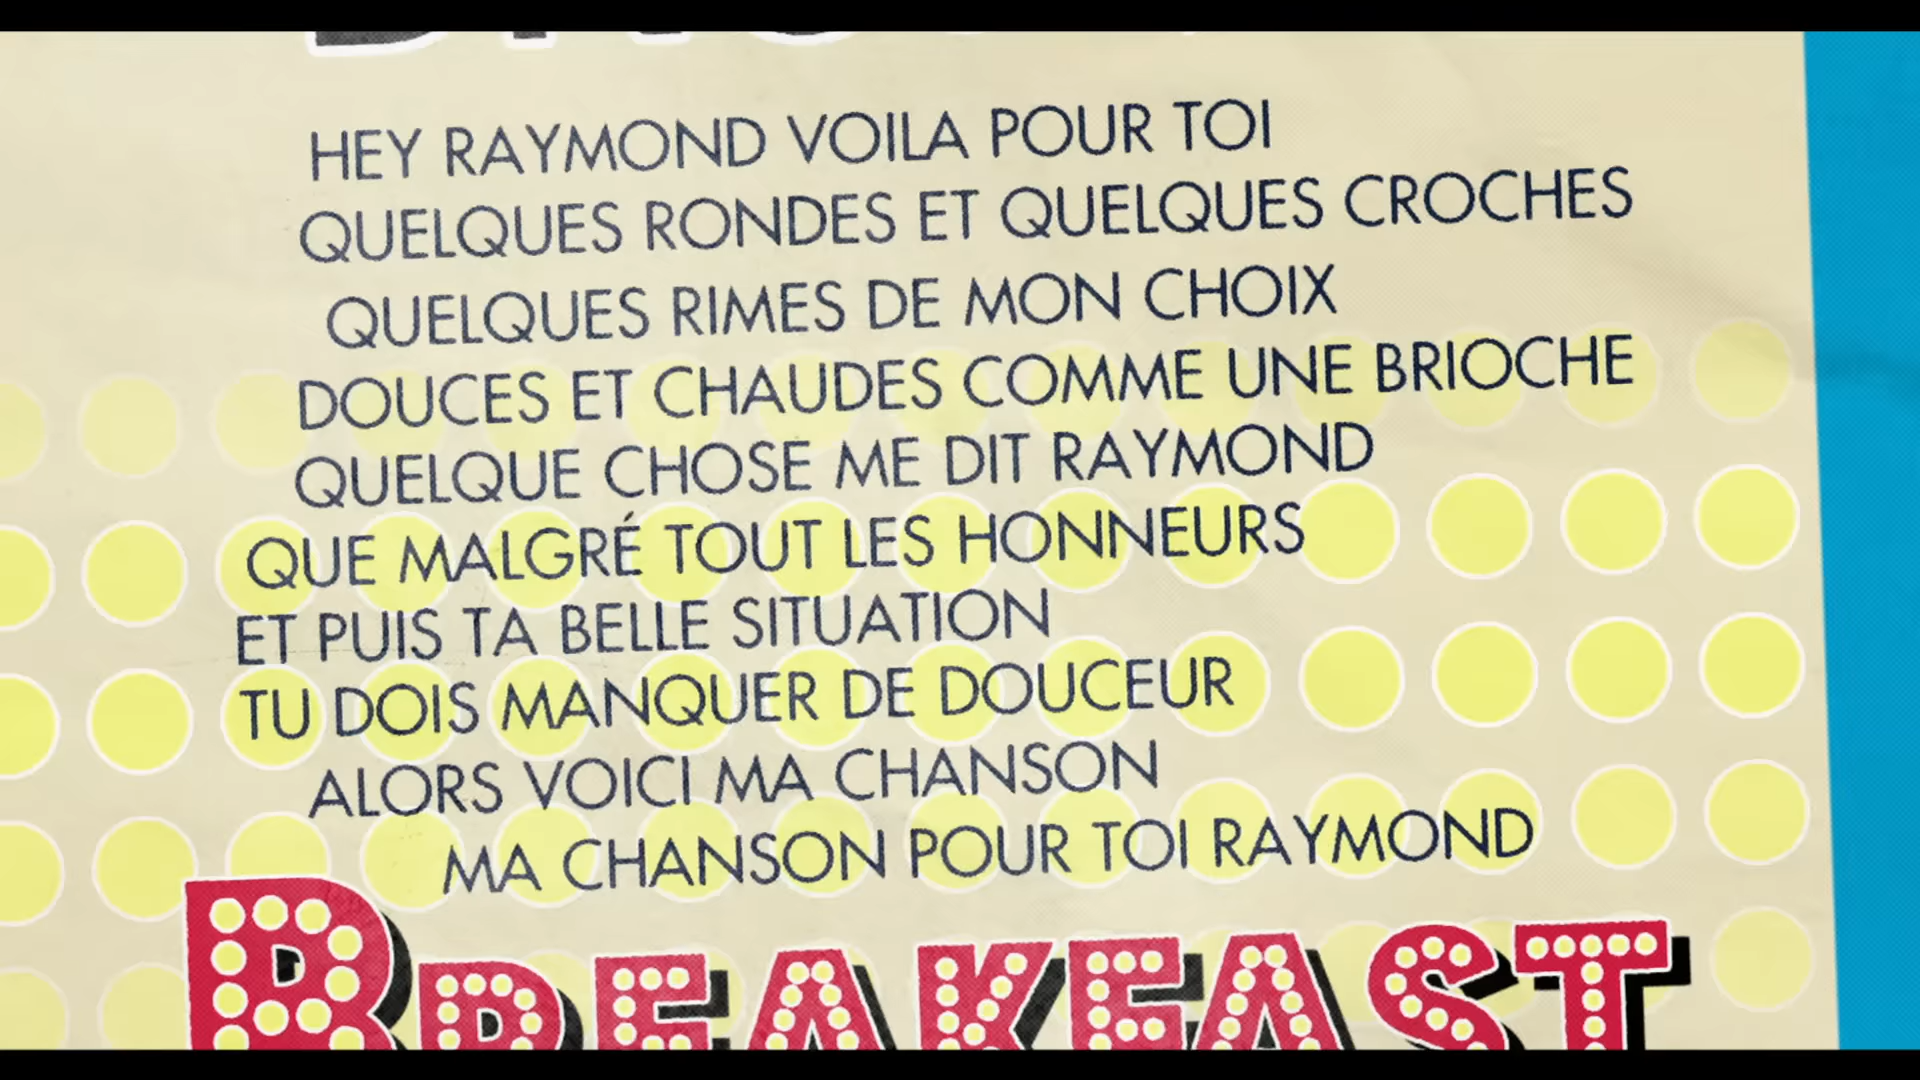 HEY RAYMOND VOILA POUR TOI
QUELQUES RONDES ET QUELQUES CROCHES
QUELQUES RIMES DE MON CHOIX
DOUCES ET CHAUDES COMME UNE BRIOCHE
QUELQUE CHOSE ME DIT RAYMOND
QUE MALGRÉ TOUT LES HONNEURS
ET PUIS TA BELLE SITUATION
TU DOIS MANQUER DE DOUCEUR
ALORS VOICI MA CHANSON
MA CHANSON POUR TOI RAYMOND
BREAKFAST